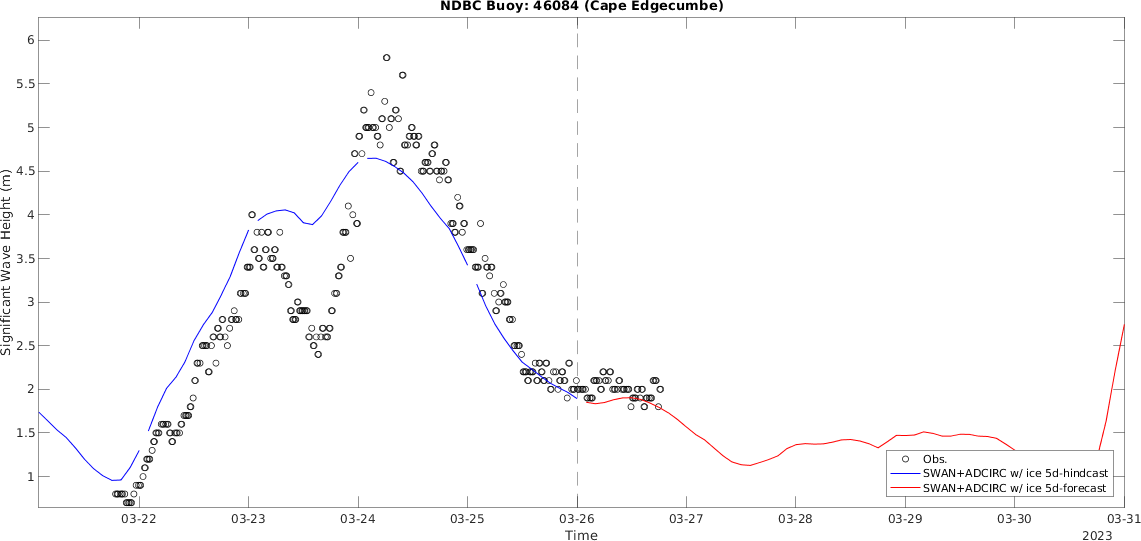 NDBC Buoy: 46084 (Cape Edgecumbe)
Significant Wave Height (m)
6
5.5
5
4.5
4
3.5
3
2.5
2
1.5
1
Obs.
SWAN+ADCIRC w/ ice 5d-hindcast
SWAN+ADCIRC w/ ice 5d-forecast
03-22 03-23 03-24 03-25 03-26 03-27 03-28 03-29 03-30 03-31
Time
2023